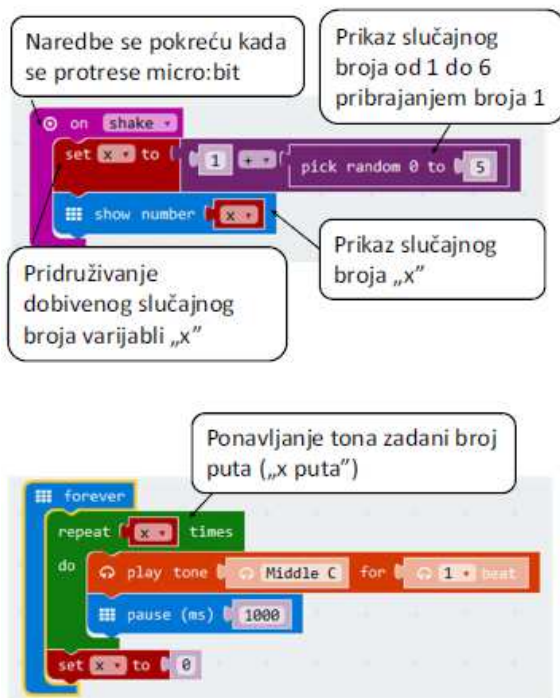 Naredbe se pokreću kada
se protrese micro:bit
Prikaz slučajnog
broja od 1 do 6
pribrajanjem broja 1
on shake
set x to 1 + pick random 0 to 5
show number x
Pridruživanje
dobivenog slučajnog
broja varijabli „x”
Prikaz slučajnog
broja „x”
Ponavljanje tona zadani broj
puta („x puta”)
forever
repeat x times
do play tone Middle C for 1 beat
pause (ms) 1000
set x to 0